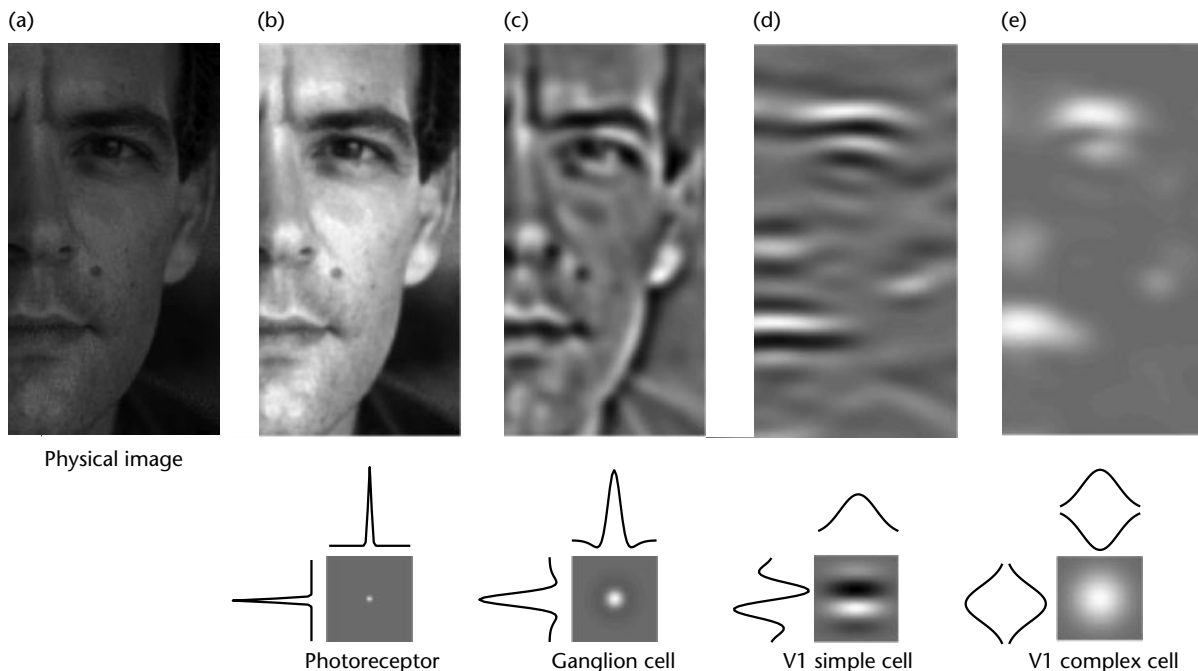 (a) (b) (c) (d) (e)
Physical image
Photoreceptor Ganglion cell V1 simple cell V1 complex cell